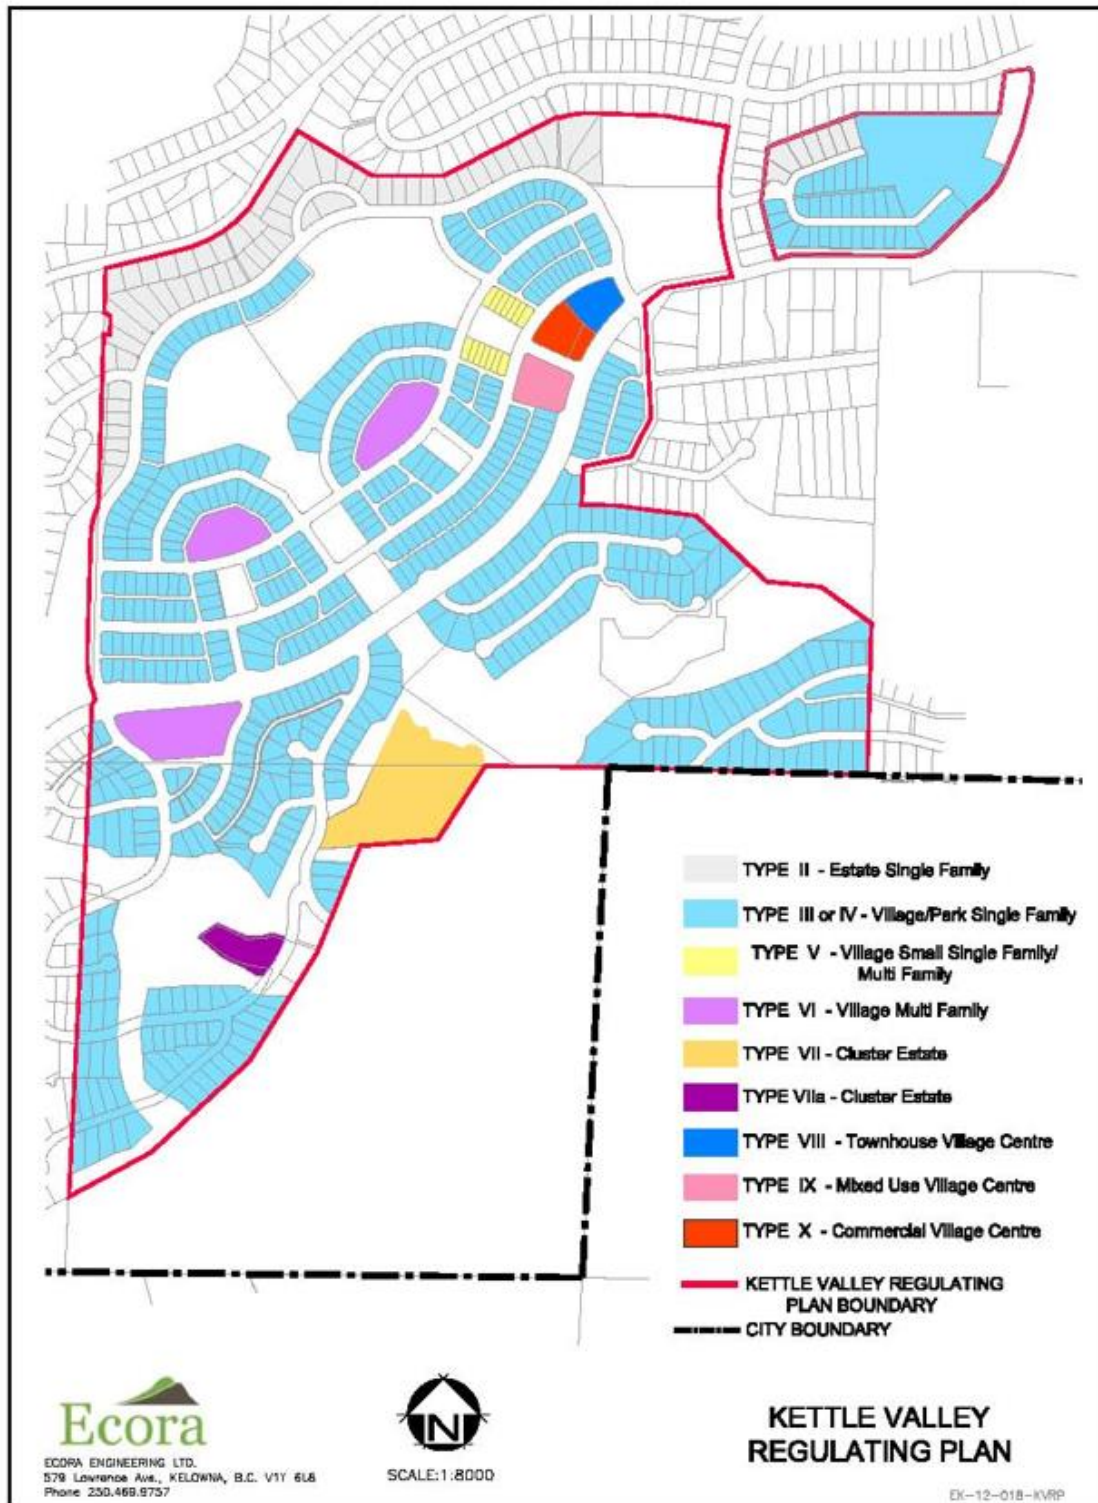 TYPE II - Estate Single Family
TYPE III or IV - Village/Park Single Family
TYPE V - Village Small Single Family/
Multi Family
TYPE VI - Village Multi Family
TYPE VII - Cluster Estate
TYPE VIIa - Cluster Estate
TYPE VIII - Townhouse Village Centre
TYPE IX - Mixed Use Village Centre
TYPE X - Commercial Village Centre
KETTLE VALLEY REGULATING
PLAN BOUNDARY
CITY BOUNDARY
Ecora
ECORA ENGINEERING LTD.
579 Lawrence Ave., KELOWNA, B.C. V1Y 6L8
Phone 250.469.9757
N
SCALE:1:8000
KETTLE VALLEY
REGULATING PLAN
EK-12-018-KVRP